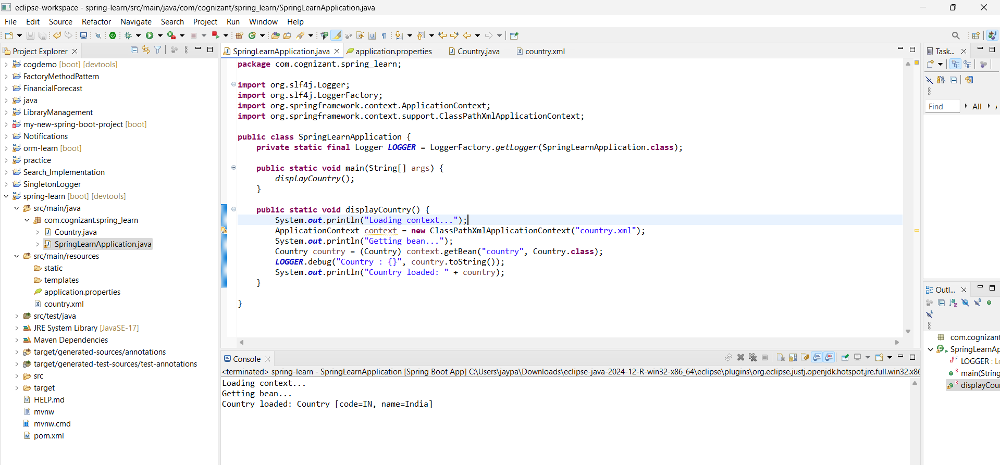 eclipse-workspace - spring-learn/src/main/java/com/cognizant/spring_learn/SpringLearnApplication.java
File Edit Source Refactor Navigate Search Project Run Window Help
Project Explorer
cogdemo [boot] [devtools]
FactoryMethodPattern
FinancialForecast
java
LibraryManagement
my-new-spring-boot-project [boot]
Notifications
orm-learn [boot]
practice
Search_Implementation
SingletonLogger
spring-learn [boot] [devtools]
src/main/java
com.cognizant.spring_learn
Country.java
SpringLearnApplication.java
src/main/resources
static
templates
application.properties
country.xml
src/test/java
JRE System Library [JavaSE-17]
Maven Dependencies
target/generated-sources/annotations
target/generated-test-sources/test-annotations
src
target
HELP.md
mvnw
mvnw.cmd
pom.xml
SpringLearnApplication.java application.properties Country.java country.xml
package com.cognizant.spring_learn;
import org.slf4j.Logger;
import org.slf4j.LoggerFactory;
import org.springframework.context.ApplicationContext;
import org.springframework.context.support.ClassPathXmlApplicationContext;
public class SpringLearnApplication {
private static final Logger LOGGER = LoggerFactory.getLogger(SpringLearnApplication.class);
public static void main(String[] args) {
displayCountry();
}
public static void displayCountry() {
System.out.println("Loading context...");
ApplicationContext context = new ClassPathXmlApplicationContext("country.xml");
System.out.println("Getting bean...");
Country country = (Country) context.getBean("country", Country.class);
LOGGER.debug("Country : {}", country.toString());
System.out.println("Country loaded: " + country);
}
}
Console
<terminated> spring-learn - SpringLearnApplication [Spring Boot App] C:\Users\jaypa\Downloads\eclipse-java-2024-12-R-win32-x86_64\eclipse\plugins\org.eclipse.justj.openjdk.hotspot.jre.full.win32.x86
Loading context...
Getting bean...
Country loaded: Country [code=IN, name=India]
Task...
Find All
Outl...
com.cognizant
SpringLearnAp
LOGGER : Lo
main(String
displayCou